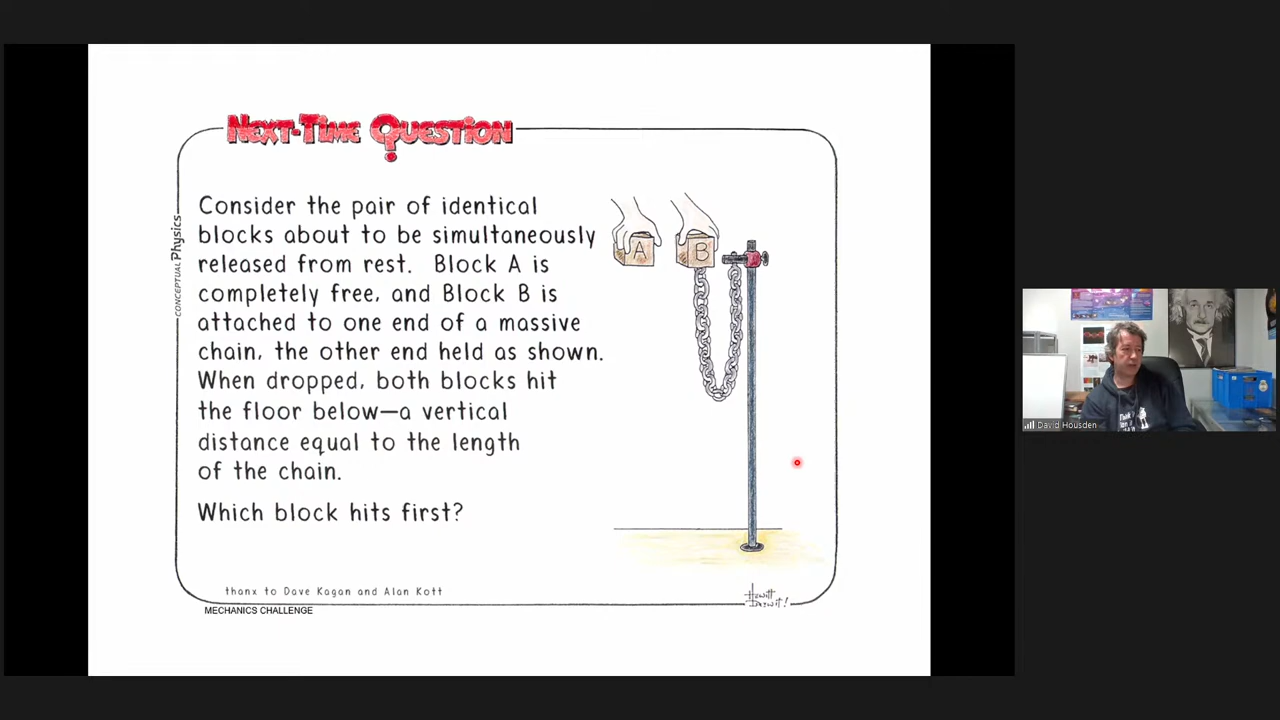 NEXT-TIME QUESTION
CONCEPTUAL Physics
Consider the pair of identical
blocks about to be simultaneously
released from rest. Block A is
completely free, and Block B is
attached to one end of a massive
chain, the other end held as shown.
When dropped, both blocks hit
the floor below—a vertical
distance equal to the length
of the chain.
Which block hits first?
A
B
thanx to Dave Kagan and Alan Kott
Hewitt
Drewit!
MECHANICS CHALLENGE
David Housden